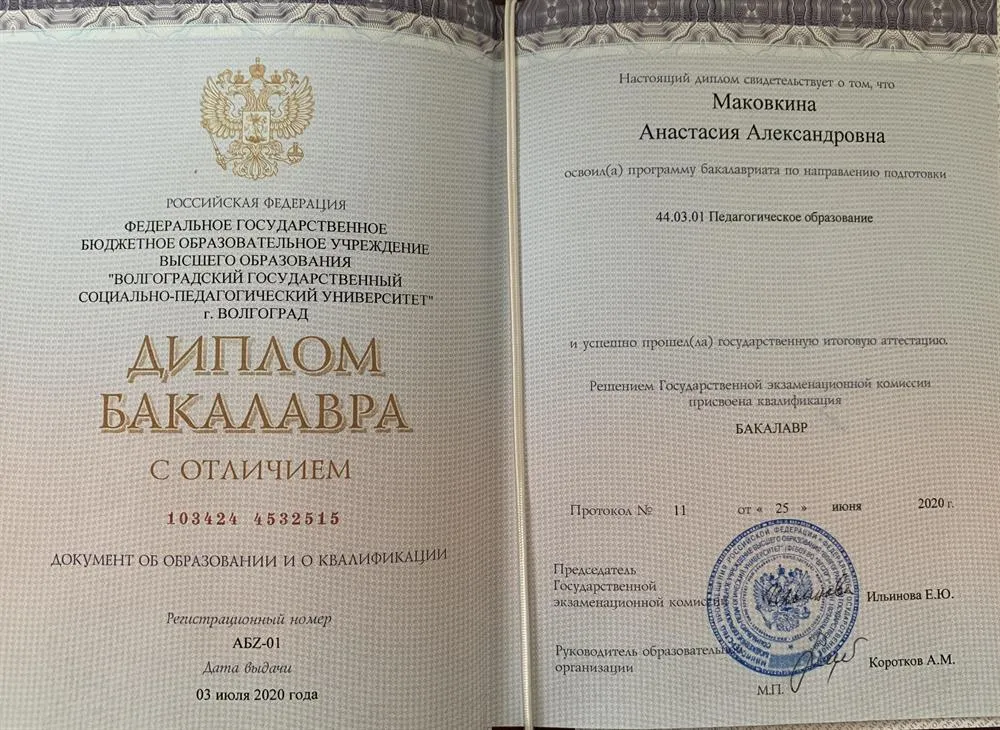 РОССИЙСКАЯ ФЕДЕРАЦИЯ
ФЕДЕРАЛЬНОЕ ГОСУДАРСТВЕННОЕ
БЮДЖЕТНОЕ ОБРАЗОВАТЕЛЬНОЕ УЧРЕЖДЕНИЕ
ВЫСШЕГО ОБРАЗОВАНИЯ
"ВОЛГОГРАДСКИЙ ГОСУДАРСТВЕННЫЙ
СОЦИАЛЬНО-ПЕДАГОГИЧЕСКИЙ УНИВЕРСИТЕТ"
г. ВОЛГОГРАД
ДИПЛОМ
БАКАЛАВРА
С ОТЛИЧИЕМ
103424 4532515
ДОКУМЕНТ ОБ ОБРАЗОВАНИИ И О КВАЛИФИКАЦИИ
Регистрационный номер
АБZ-01
Дата выдачи
03 июля 2020 года
Настоящий диплом свидетельствует о том, что
Маковкина
Анастасия Александровна
освоил(а) программу бакалавриата по направлению подготовки
44.03.01 Педагогическое образование
и успешно прошел(ла) государственную итоговую аттестацию.
Решением Государственной экзаменационной комиссии
присвоена квалификация
БАКАЛАВР
Протокол № 11 от « 25 » июня 2020 г.
Председатель
Государственной
экзаменационной комиссии Ильинова Е.Ю.
Руководитель образовательной
организации Коротков А.М.
М.П.